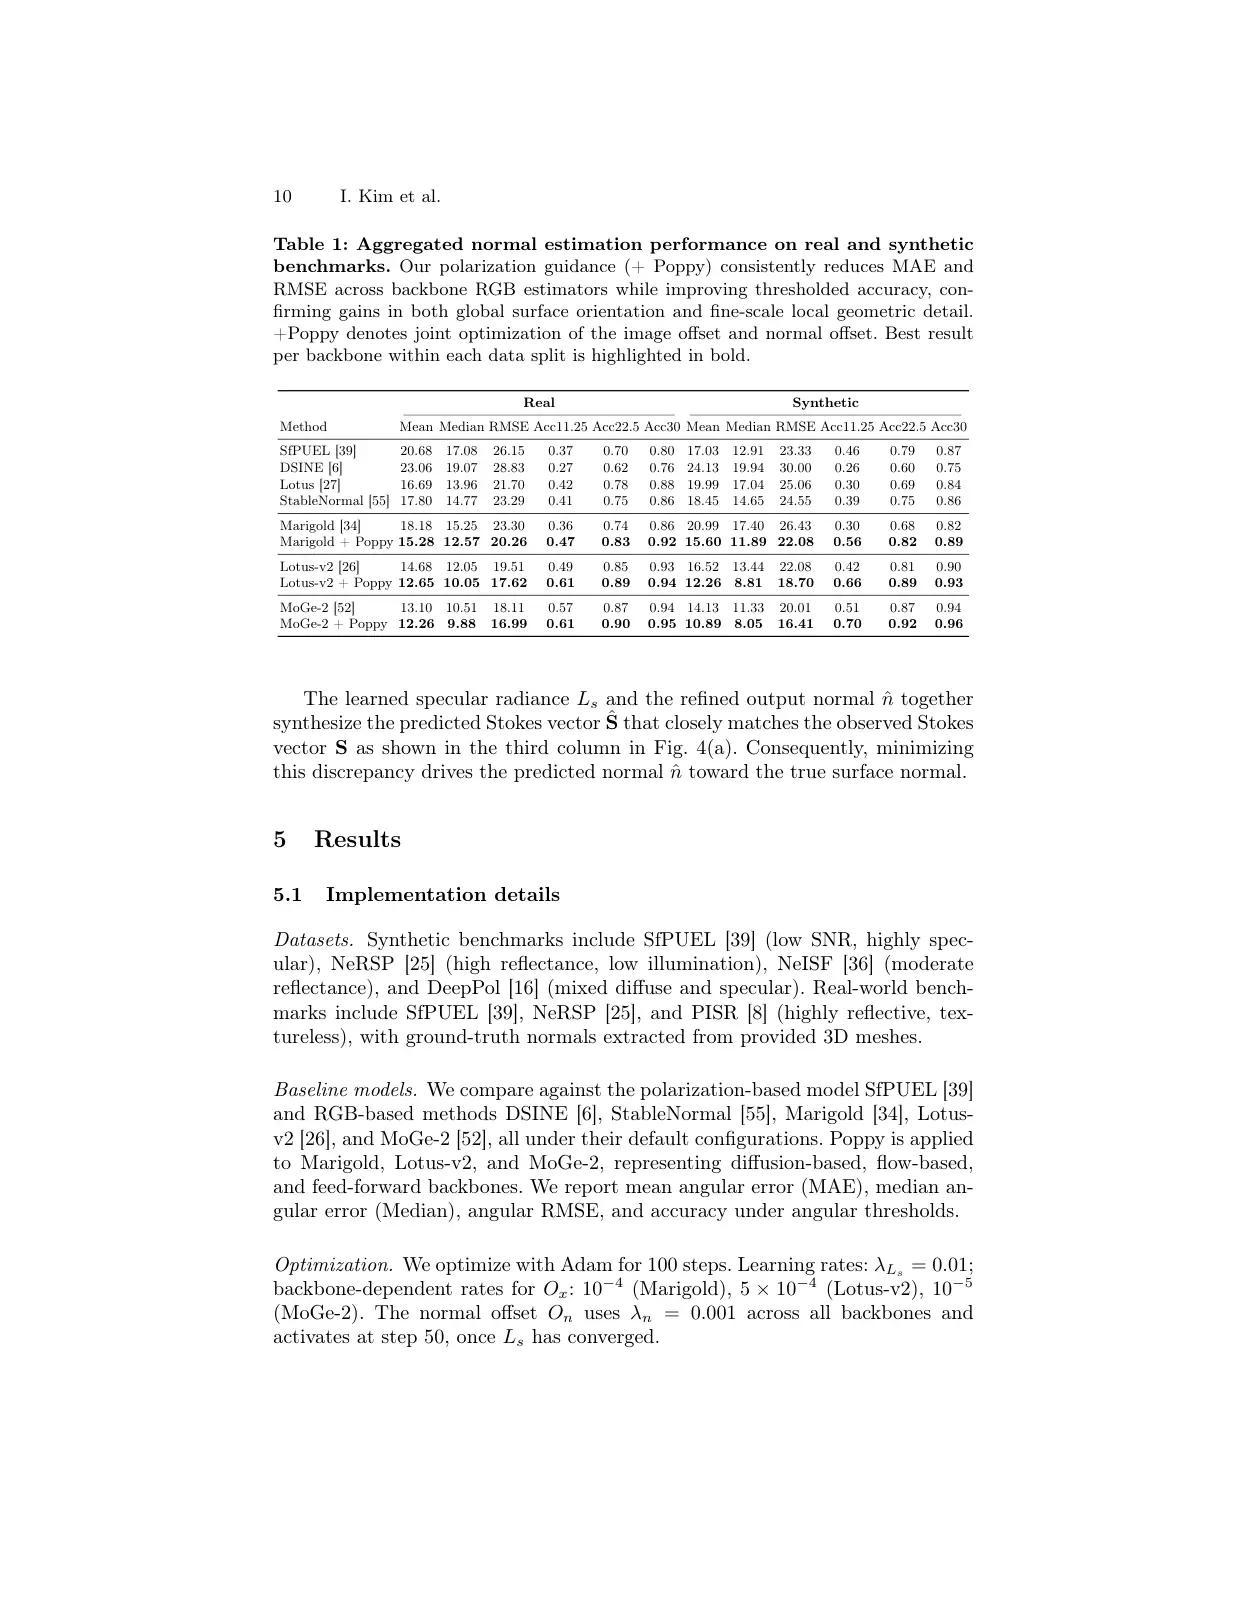 10 I. Kim et al.
Table 1: Aggregated normal estimation performance on real and synthetic
benchmarks. Our polarization guidance (+ Poppy) consistently reduces MAE and
RMSE across backbone RGB estimators while improving thresholded accuracy, con-
firming gains in both global surface orientation and fine-scale local geometric detail.
+Poppy denotes joint optimization of the image offset and normal offset. Best result
per backbone within each data split is highlighted in bold.
Real Synthetic
Method Mean Median RMSE Acc11.25 Acc22.5 Acc30 Mean Median RMSE Acc11.25 Acc22.5 Acc30
SfPUEL [39] 20.68 17.08 26.15 0.37 0.70 0.80 17.03 12.91 23.33 0.46 0.79 0.87
DSINE [6] 23.06 19.07 28.83 0.27 0.62 0.76 24.13 19.94 30.00 0.26 0.60 0.75
Lotus [27] 16.69 13.96 21.70 0.42 0.78 0.88 19.99 17.04 25.06 0.30 0.69 0.84
StableNormal [55] 17.80 14.77 23.29 0.41 0.75 0.86 18.45 14.65 24.55 0.39 0.75 0.86
Marigold [34] 18.18 15.25 23.30 0.36 0.74 0.86 20.99 17.40 26.43 0.30 0.68 0.82
Marigold + Poppy 15.28 12.57 20.26 0.47 0.83 0.92 15.60 11.89 22.08 0.56 0.82 0.89
Lotus-v2 [26] 14.68 12.05 19.51 0.49 0.85 0.93 16.52 13.44 22.08 0.42 0.81 0.90
Lotus-v2 + Poppy 12.65 10.05 17.62 0.61 0.89 0.94 12.26 8.81 18.70 0.66 0.89 0.93
MoGe-2 [52] 13.10 10.51 18.11 0.57 0.87 0.94 14.13 11.33 20.01 0.51 0.87 0.94
MoGe-2 + Poppy 12.26 9.88 16.99 0.61 0.90 0.95 10.89 8.05 16.41 0.70 0.92 0.96
The learned specular radiance Lₛ and the refined output normal n̂ together
synthesize the predicted Stokes vector Ŝ that closely matches the observed Stokes
vector S as shown in the third column in Fig. 4(a). Consequently, minimizing
this discrepancy drives the predicted normal n̂ toward the true surface normal.
5 Results
5.1 Implementation details
Datasets. Synthetic benchmarks include SfPUEL [39] (low SNR, highly spec-
ular), NeRSP [25] (high reflectance, low illumination), NeISF [36] (moderate
reflectance), and DeepPol [16] (mixed diffuse and specular). Real-world bench-
marks include SfPUEL [39], NeRSP [25], and PISR [8] (highly reflective, tex-
tureless), with ground-truth normals extracted from provided 3D meshes.
Baseline models. We compare against the polarization-based model SfPUEL [39]
and RGB-based methods DSINE [6], StableNormal [55], Marigold [34], Lotus-
v2 [26], and MoGe-2 [52], all under their default configurations. Poppy is applied
to Marigold, Lotus-v2, and MoGe-2, representing diffusion-based, flow-based,
and feed-forward backbones. We report mean angular error (MAE), median an-
gular error (Median), angular RMSE, and accuracy under angular thresholds.
Optimization. We optimize with Adam for 100 steps. Learning rates: λ_{Lₛ} = 0.01;
backbone-dependent rates for Oₓ: 10⁻⁴ (Marigold), 5 × 10⁻⁴ (Lotus-v2), 10⁻⁵
(MoGe-2). The normal offset Oₙ uses λₙ = 0.001 across all backbones and
activates at step 50, once Lₛ has converged.